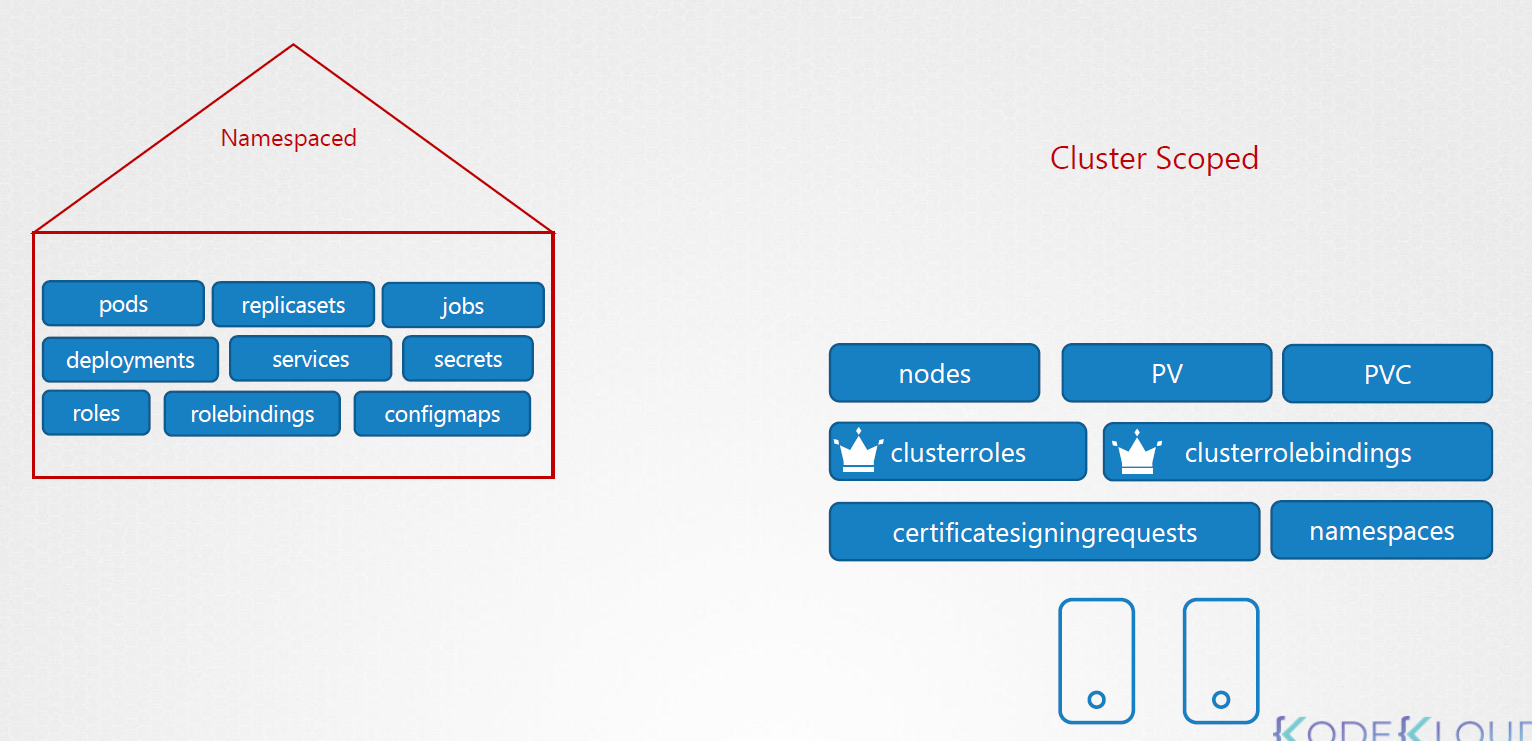 Namespaced
pods replicasets jobs
deployments services secrets
roles rolebindings configmaps
Cluster Scoped
nodes PV PVC
clusterroles clusterrolebindings
certificatesigningrequests namespaces
KODEKLOUD